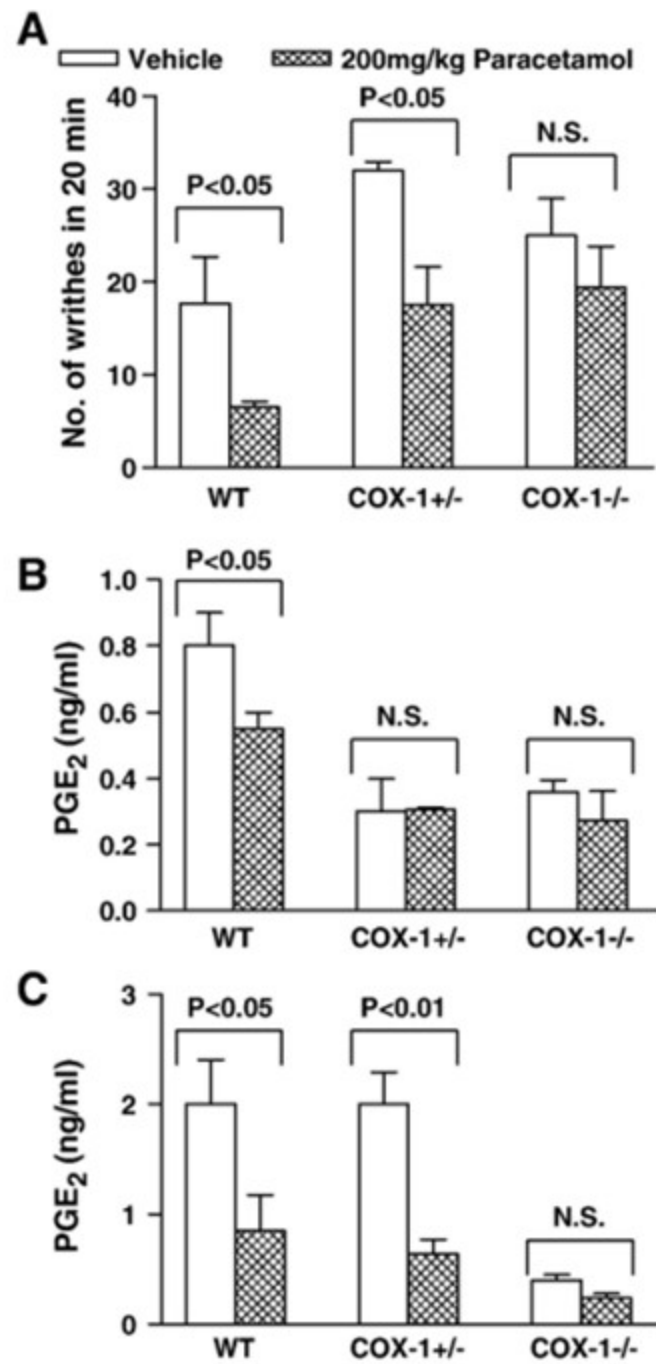 A
Vehicle 200mg/kg Paracetamol
No. of writhes in 20 min
40
30
20
10
0
P<0.05
P<0.05
N.S.
WT COX-1+/- COX-1-/-
B
PGE2 (ng/ml)
1.0
0.8
0.6
0.4
0.2
0.0
P<0.05
N.S.
N.S.
WT COX-1+/- COX-1-/-
C
PGE2 (ng/ml)
3
2
1
0
P<0.05
P<0.01
N.S.
WT COX-1+/- COX-1-/-